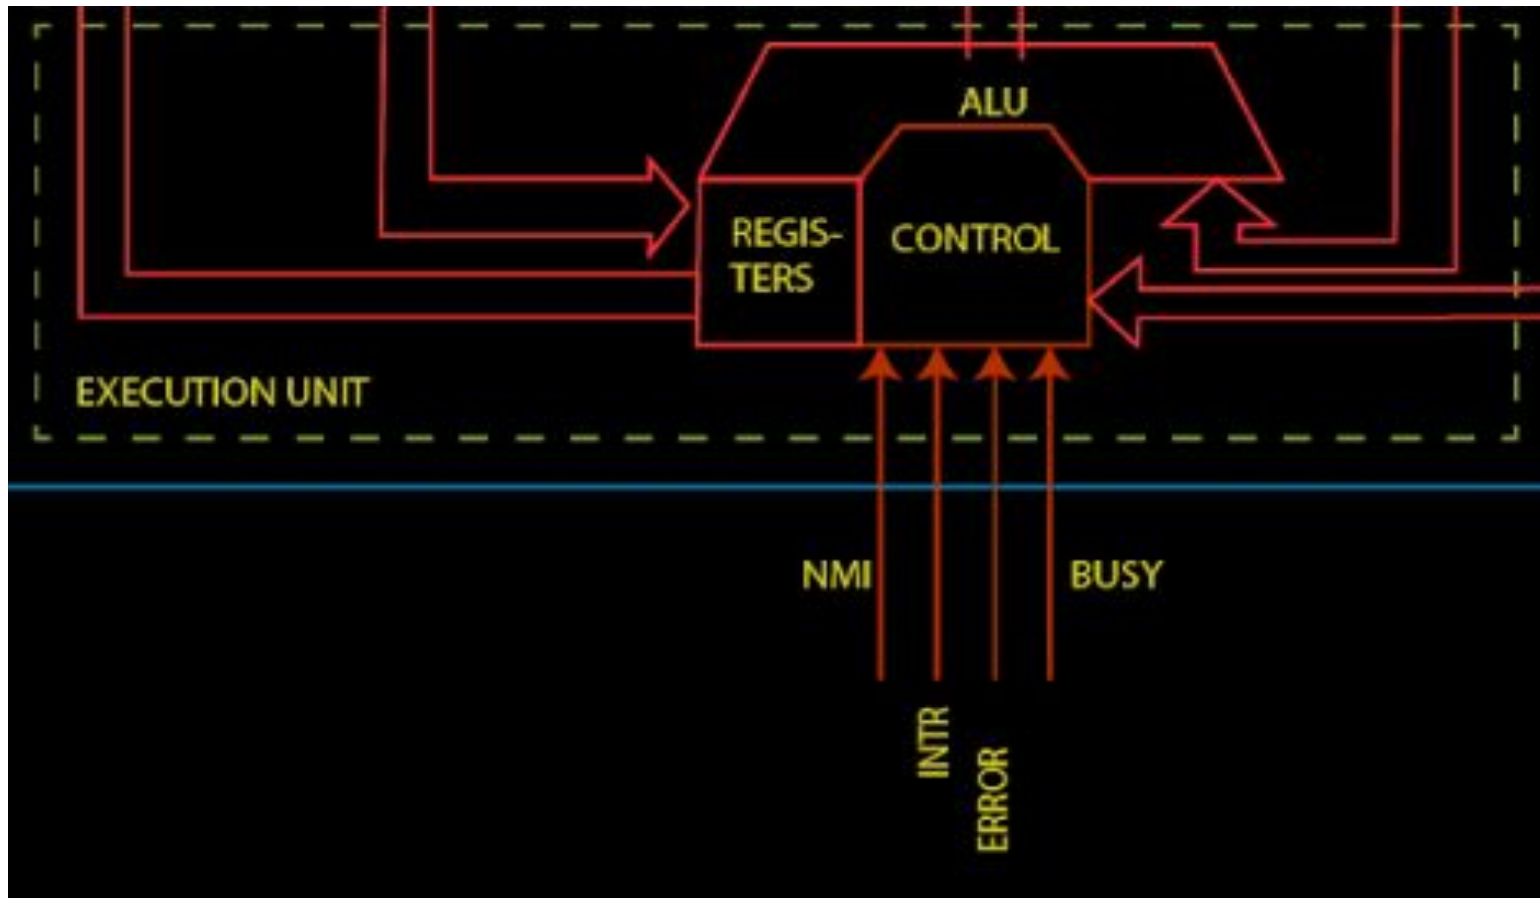 ALU
REGIS-
TERS
CONTROL
EXECUTION UNIT
NMI
BUSY
INTR
ERROR